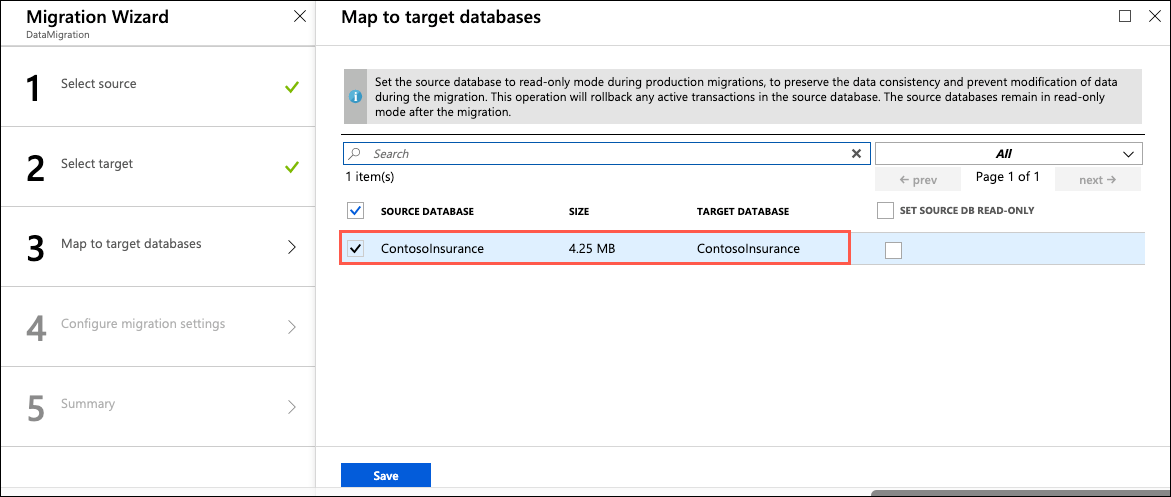 Migration Wizard
DataMigration
1 Select source
2 Select target
3 Map to target databases
4 Configure migration settings
5 Summary
Map to target databases
Set the source database to read-only mode during production migrations, to preserve the data consistency and prevent modification of data
during the migration. This operation will rollback any active transactions in the source database. The source databases remain in read-only
mode after the migration.
Search
All
1 item(s)
← prev Page 1 of 1 next →
SOURCE DATABASE SIZE TARGET DATABASE SET SOURCE DB READ-ONLY
ContosoInsurance 4.25 MB ContosoInsurance
Save